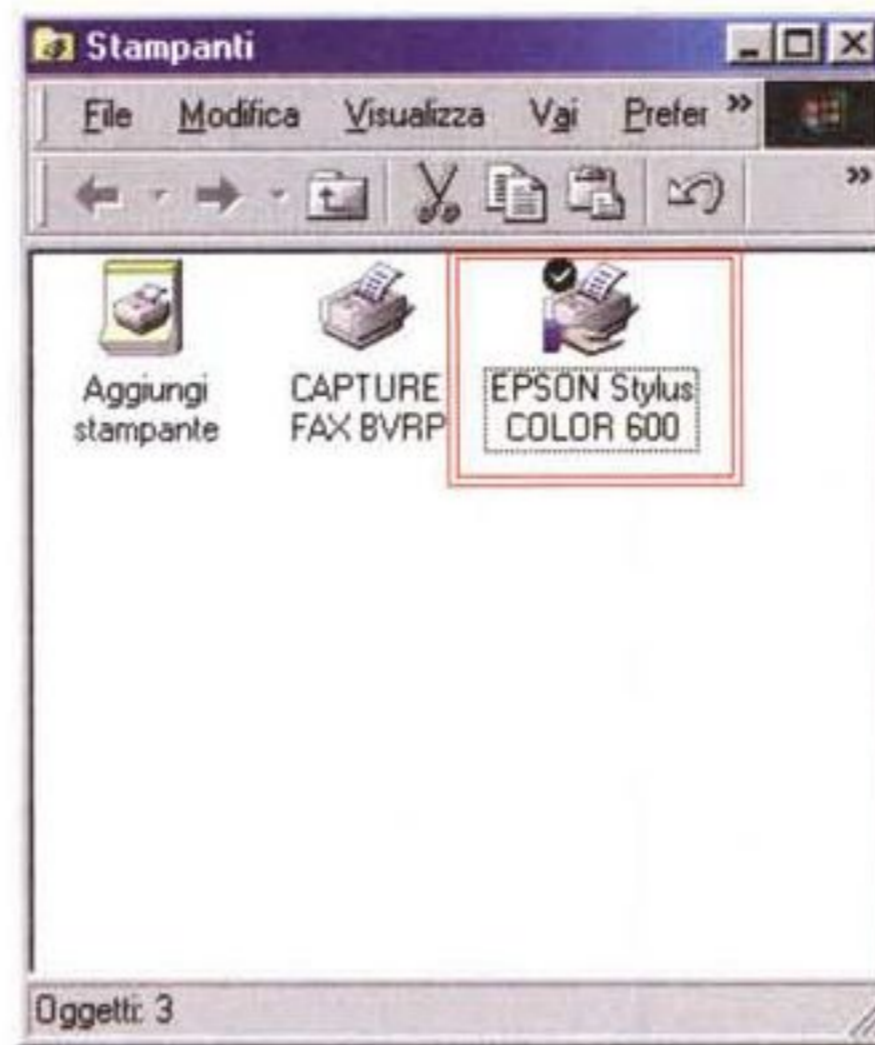 Stampanti
File Modifica Visualizza Vai Prefer »
»
Aggiungi
stampante
CAPTURE
FAX BVRP
EPSON Stylus
COLOR 600
Oggetti: 3